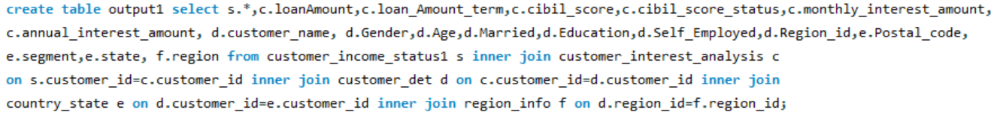 create table output1 select s.*,c.loanAmount,c.loan_Amount_term,c.cibil_score,c.cibil_score_status,c.monthly_interest_amount,
c.annual_interest_amount, d.customer_name, d.Gender,d.Age,d.Married,d.Education,d.Self_Employed,d.Region_id,e.Postal_code,
e.segment,e.state, f.region from customer_income_status1 s inner join customer_interest_analysis c
on s.customer_id=c.customer_id inner join customer_det d on c.customer_id=d.customer_id inner join
country_state e on d.customer_id=e.customer_id inner join region_info f on d.region_id=f.region_id;